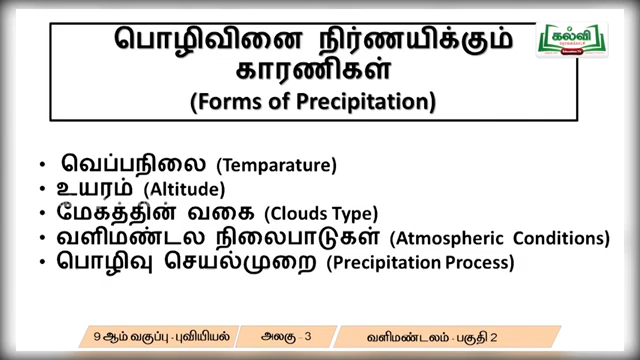 பொழிவினை நிர்ணயிக்கும்
காரணிகள்
(Forms of Precipitation)
கல்வி
• வெப்பநிலை (Temparature)
• உயரம் (Altitude)
• மேகத்தின் வகை (Clouds Type)
• வளிமண்டல நிலைபாடுகள் (Atmospheric Conditions)
• பொழிவு செயல்முறை (Precipitation Process)
9 ஆம் வகுப்பு - புவியியல் அலகு - 3 வளிமண்டலம் - பகுதி 2